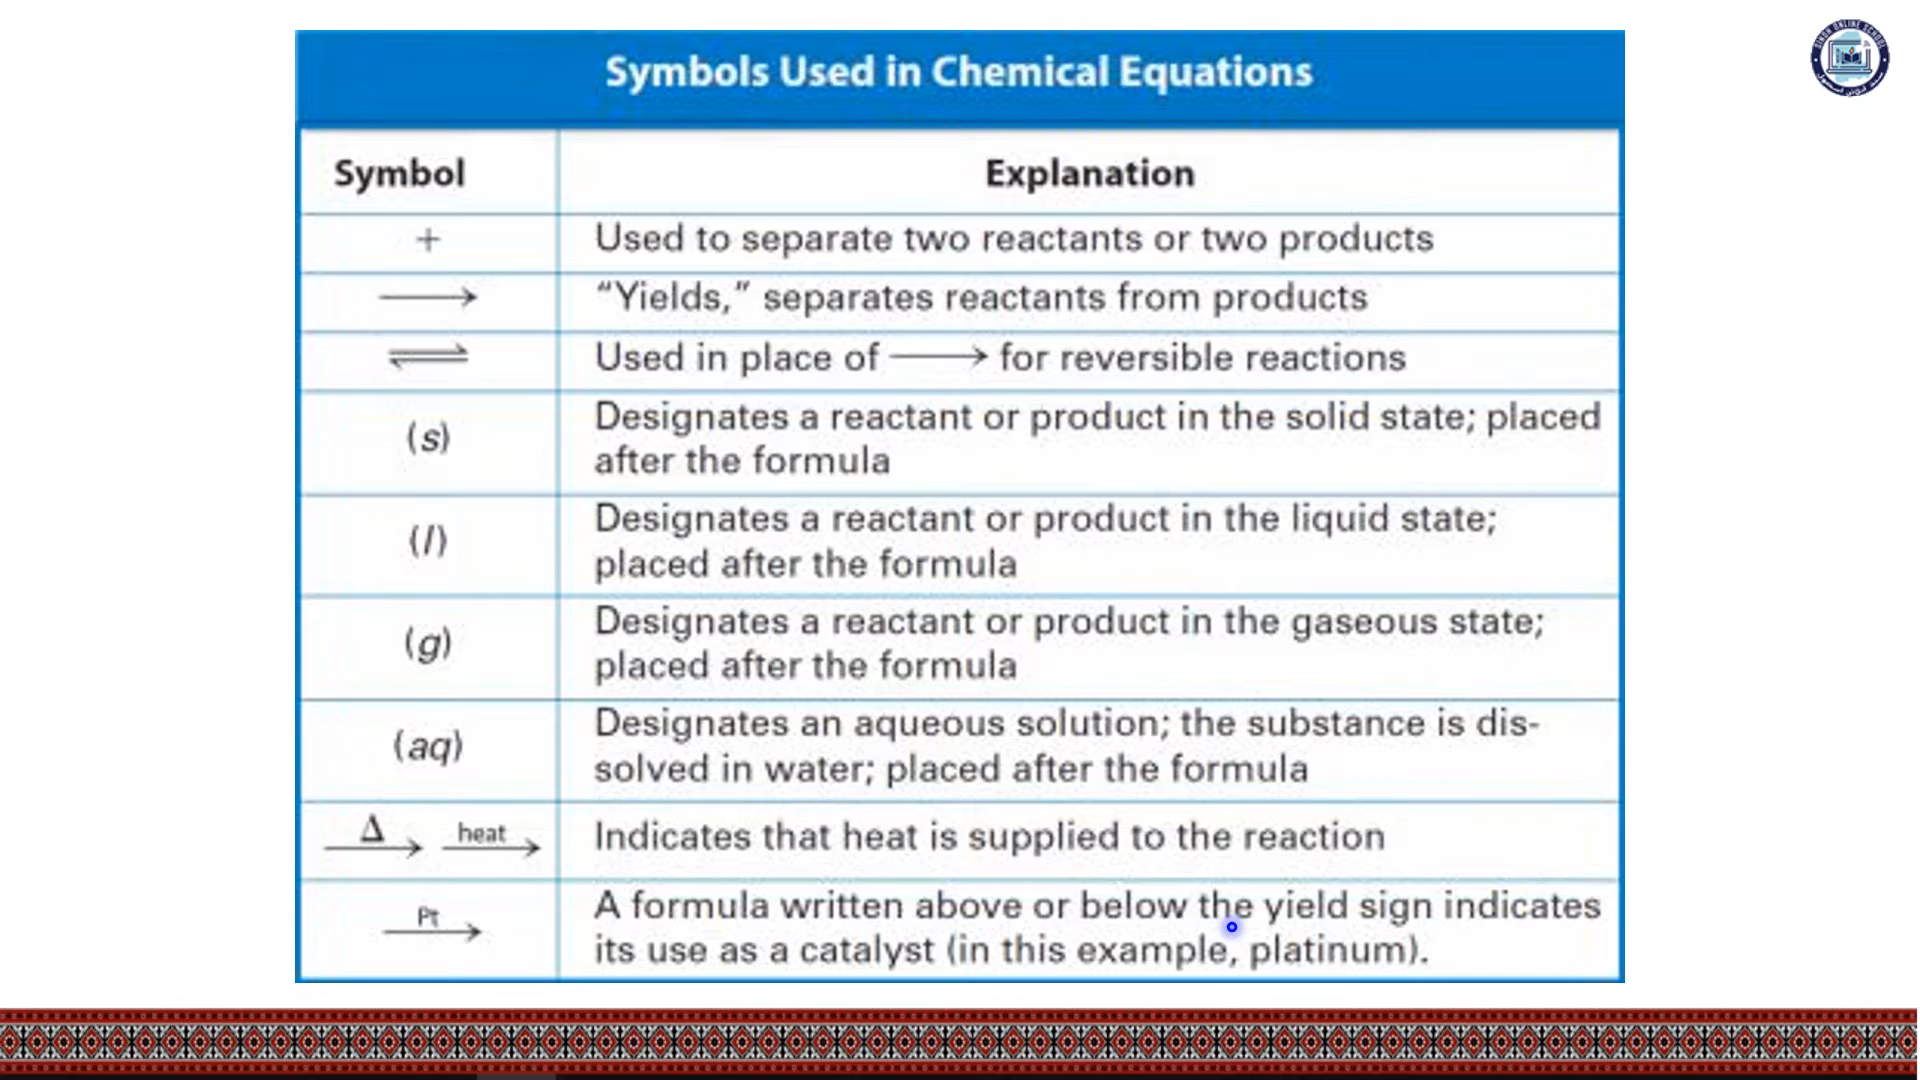 Symbols Used in Chemical Equations
Symbol Explanation
+ Used to separate two reactants or two products
⟶ “Yields,” separates reactants from products
⇌ Used in place of ⟶ for reversible reactions
(s) Designates a reactant or product in the solid state; placed
after the formula
(l) Designates a reactant or product in the liquid state;
placed after the formula
(g) Designates a reactant or product in the gaseous state;
placed after the formula
(aq) Designates an aqueous solution; the substance is dis-
solved in water; placed after the formula
Δ⟶ heat⟶ Indicates that heat is supplied to the reaction
Pt⟶ A formula written above or below the yield sign indicates
its use as a catalyst (in this example, platinum).
SINDH ONLINE SCHOOL